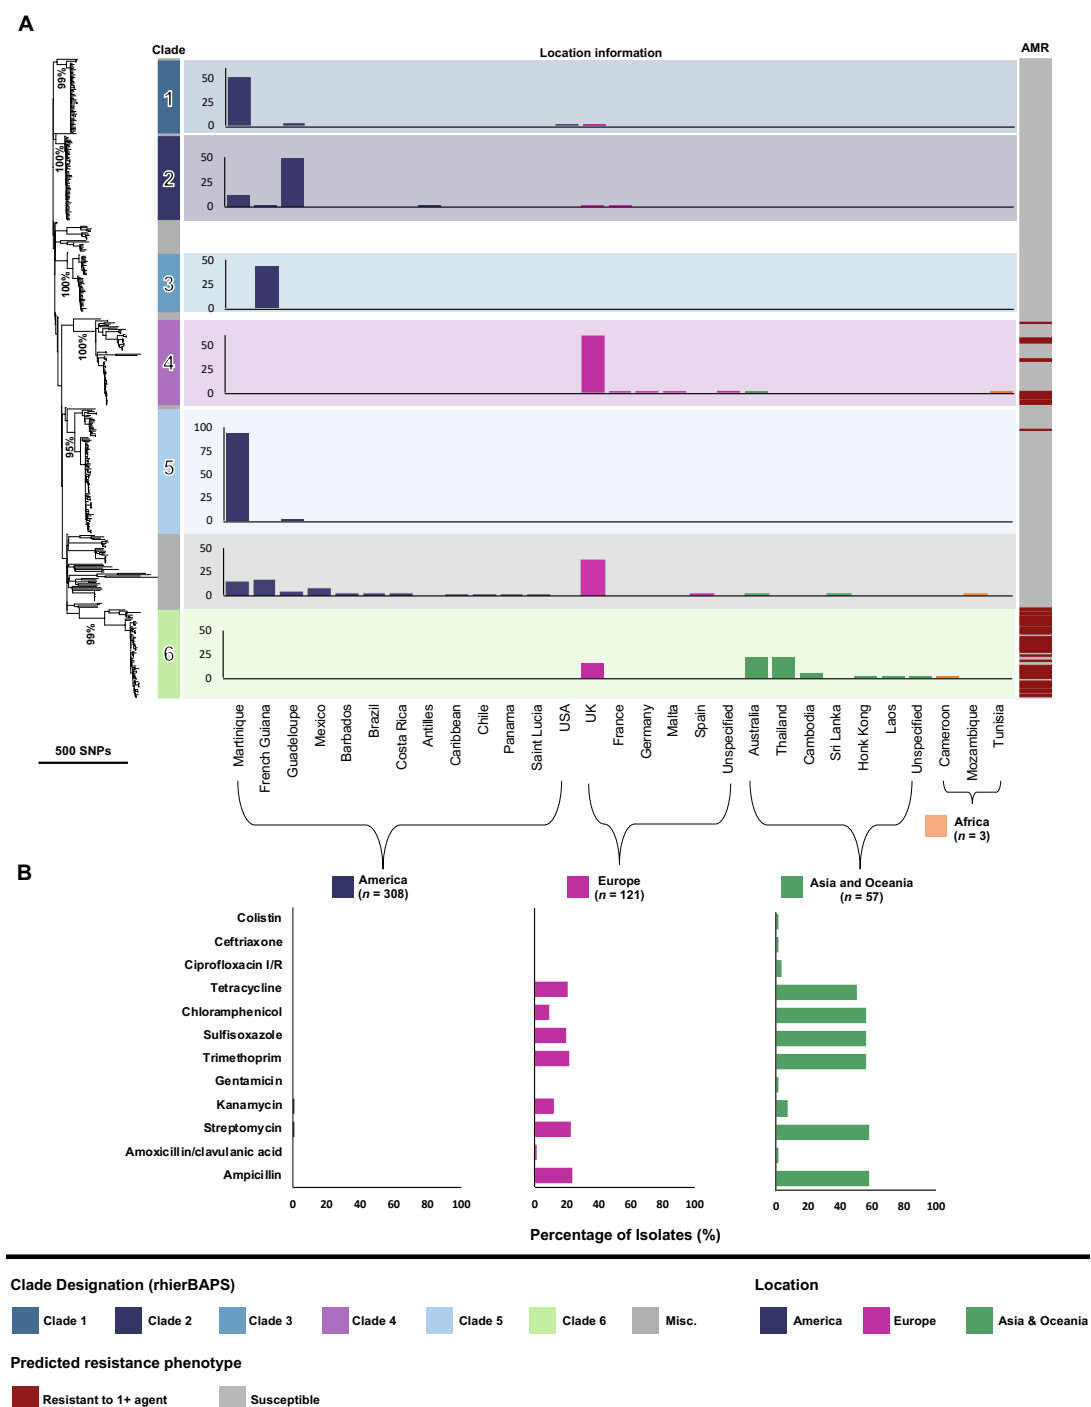 A
Clade
Location information
AMR
99%
1
50
25
0
100%
2
50
25
0
100%
3
50
25
0
100%
4
50
25
0
95%
5
100
75
50
25
0
50
25
0
99%
6
50
25
0
500 SNPs
Martinique
French Guiana
Guadeloupe
Mexico
Barbados
Brazil
Costa Rica
Antilles
Caribbean
Chile
Panama
Saint Lucia
USA
UK
France
Germany
Malta
Spain
Unspecified
Australia
Thailand
Cambodia
Sri Lanka
Honk Kong
Laos
Unspecified
Cameroon
Mozambique
Tunisia
Africa
(n = 3)
B
America
(n = 308)
Europe
(n = 121)
Asia and Oceania
(n = 57)
Colistin
Ceftriaxone
Ciprofloxacin I/R
Tetracycline
Chloramphenicol
Sulfisoxazole
Trimethoprim
Gentamicin
Kanamycin
Streptomycin
Amoxicillin/clavulanic acid
Ampicillin
0 20 40 60 80 100
0 20 40 60 80 100
0 20 40 60 80 100
Percentage of Isolates (%)
Clade Designation (rhierBAPS)
Location
Clade 1 Clade 2 Clade 3 Clade 4 Clade 5 Clade 6 Misc.
America Europe Asia & Oceania
Predicted resistance phenotype
Resistant to 1+ agent Susceptible